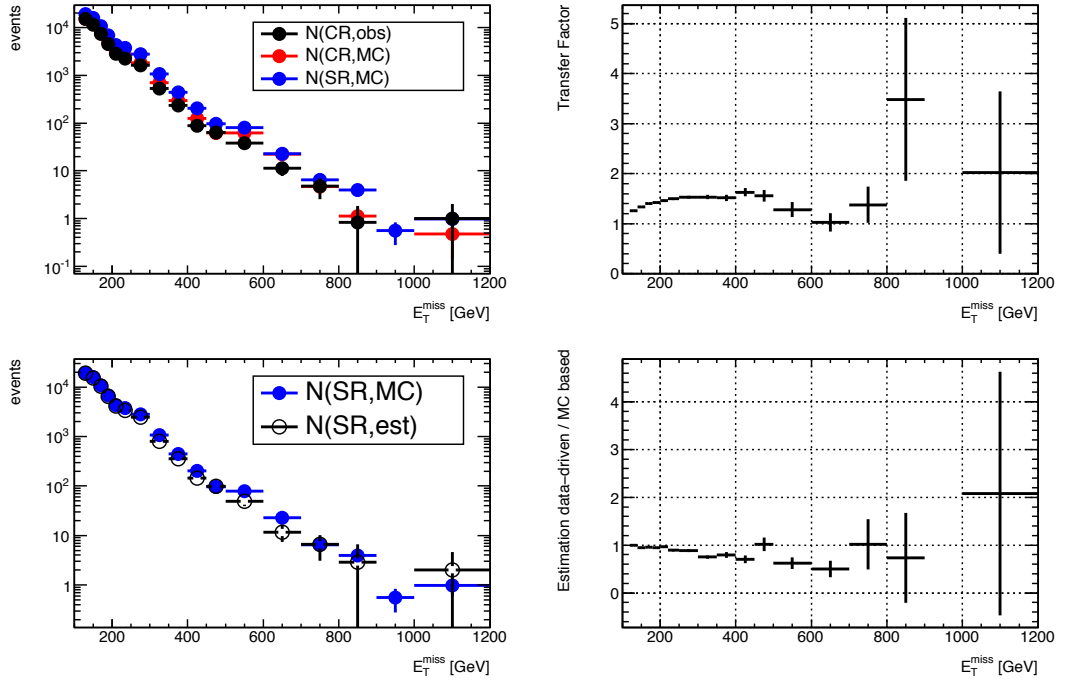 events
10^4
10^3
10^2
10
1
10^-1
N(CR,obs)
N(CR,MC)
N(SR,MC)
200 400 600 800 1000 1200
E_T^miss [GeV]
Transfer Factor
5
4
3
2
1
0
200 400 600 800 1000 1200
E_T^miss [GeV]
events
10^4
10^3
10^2
10
1
N(SR,MC)
N(SR,est)
200 400 600 800 1000 1200
E_T^miss [GeV]
Estimation data–driven / MC based
4
3
2
1
0
200 400 600 800 1000 1200
E_T^miss [GeV]